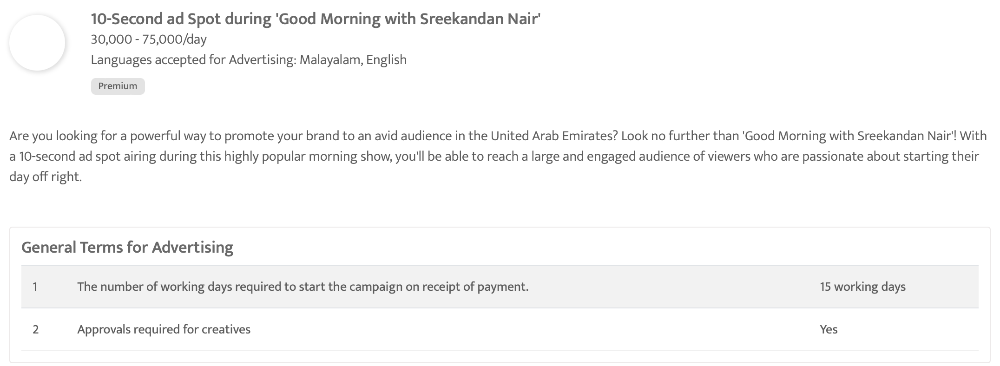 10-Second ad Spot during 'Good Morning with Sreekandan Nair'
30,000 - 75,000/day
Languages accepted for Advertising: Malayalam, English
Premium
Are you looking for a powerful way to promote your brand to an avid audience in the United Arab Emirates? Look no further than 'Good Morning with Sreekandan Nair'! With
a 10-second ad spot airing during this highly popular morning show, you'll be able to reach a large and engaged audience of viewers who are passionate about starting their
day off right.
General Terms for Advertising
1 The number of working days required to start the campaign on receipt of payment. 15 working days
2 Approvals required for creatives Yes